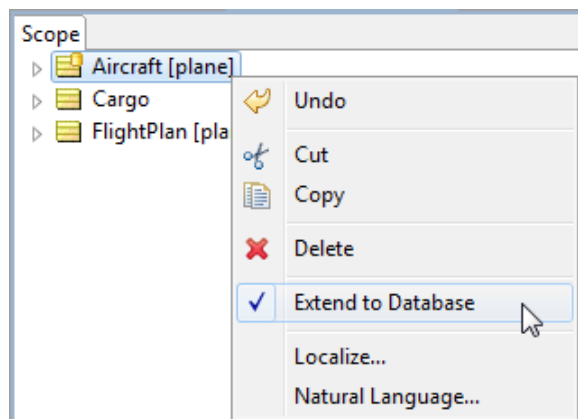 Scope
Aircraft [plane]
Cargo
FlightPlan [pla
Undo
Cut
Copy
Delete
Extend to Database
Localize...
Natural Language...